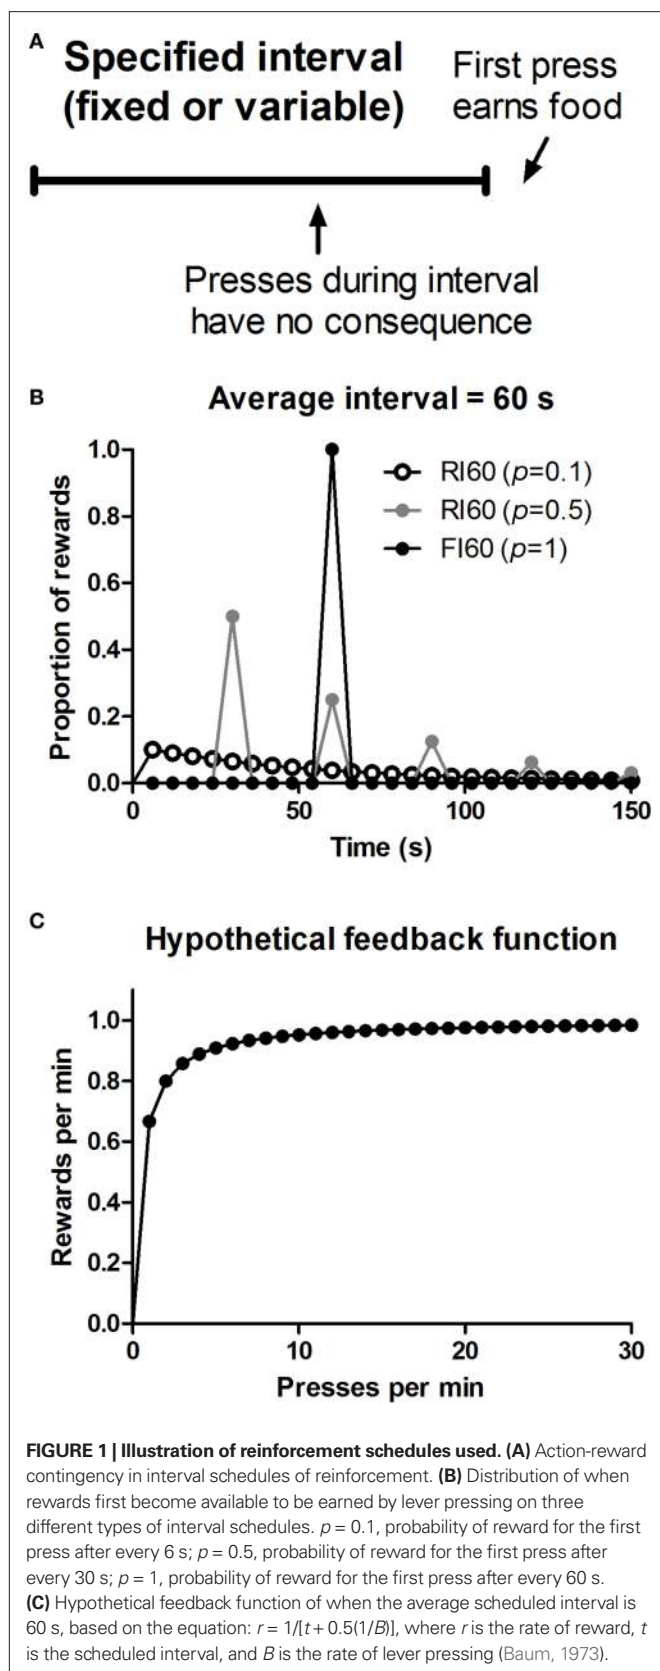 A
Specified interval
(fixed or variable)
First press
earns food
Presses during interval
have no consequence
B
Average interval = 60 s
1.0
0.8
0.6
0.4
0.2
0.0
Proportion of rewards
RI60 (p=0.1)
RI60 (p=0.5)
FI60 (p=1)
0
50
100
150
Time (s)
C
Hypothetical feedback function
1.0
0.8
0.6
0.4
0.2
0.0
Rewards per min
0
10
20
30
Presses per min
FIGURE 1 | Illustration of reinforcement schedules used. (A) Action-reward
contingency in interval schedules of reinforcement. (B) Distribution of when
rewards first become available to be earned by lever pressing on three
different types of interval schedules. p = 0.1, probability of reward for the first
press after every 6 s; p = 0.5, probability of reward for the first press after
every 30 s; p = 1, probability of reward for the first press after every 60 s.
(C) Hypothetical feedback function of when the average scheduled interval is
60 s, based on the equation: r = 1/[t + 0.5(1/B)], where r is the rate of reward, t
is the scheduled interval, and B is the rate of lever pressing (Baum, 1973).